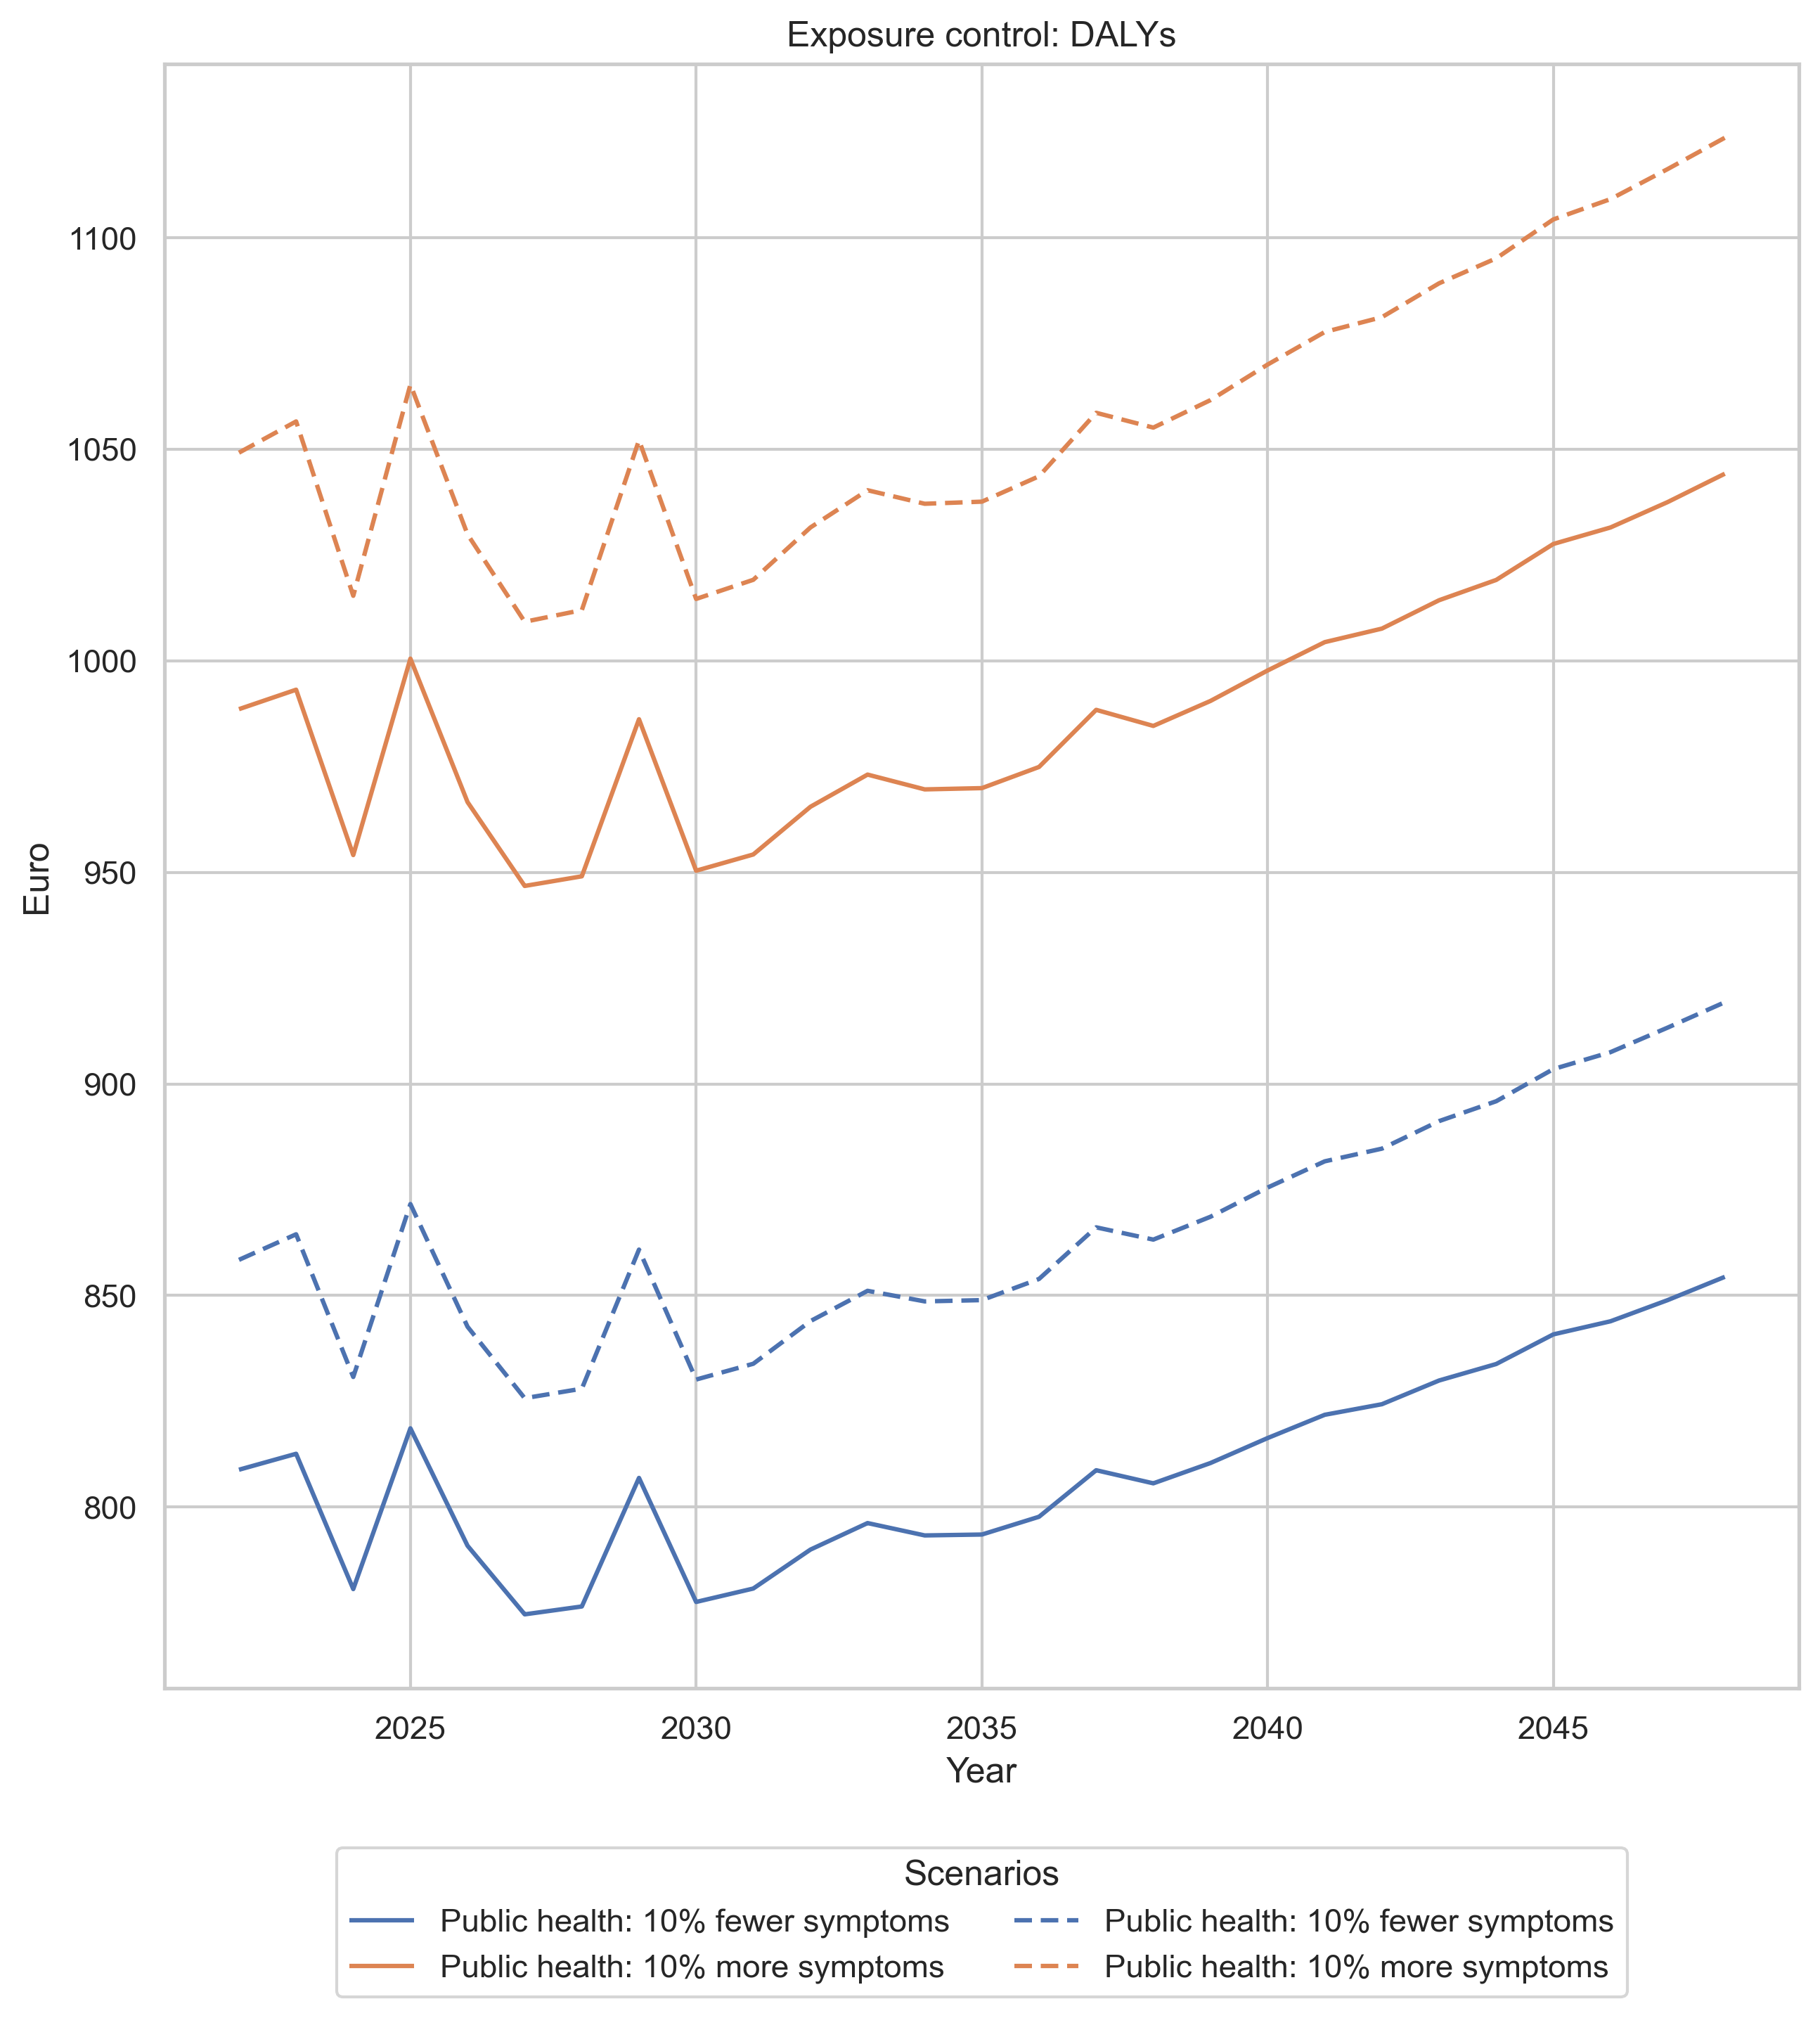 Exposure control: DALYs
1100
1050
1000
950
900
850
800
Euro
2025 2030 2035 2040 2045
Year
Scenarios
Public health: 10% fewer symptoms Public health: 10% fewer symptoms
Public health: 10% more symptoms Public health: 10% more symptoms